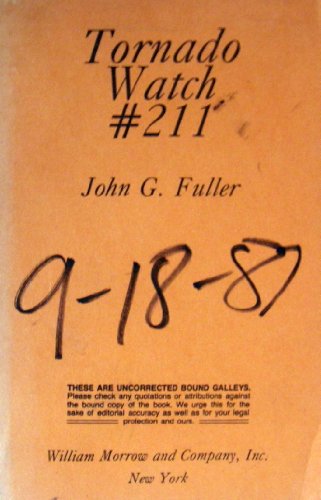 Tornado
Watch
#211
John G. Fuller
9-18-87
THESE ARE UNCORRECTED BOUND GALLEYS.
Please check any quotations or attributions against
the bound copy of the book. We urge this for the
sake of editorial accuracy as well as for your legal
protection and ours.
William Morrow and Company, Inc.
New York